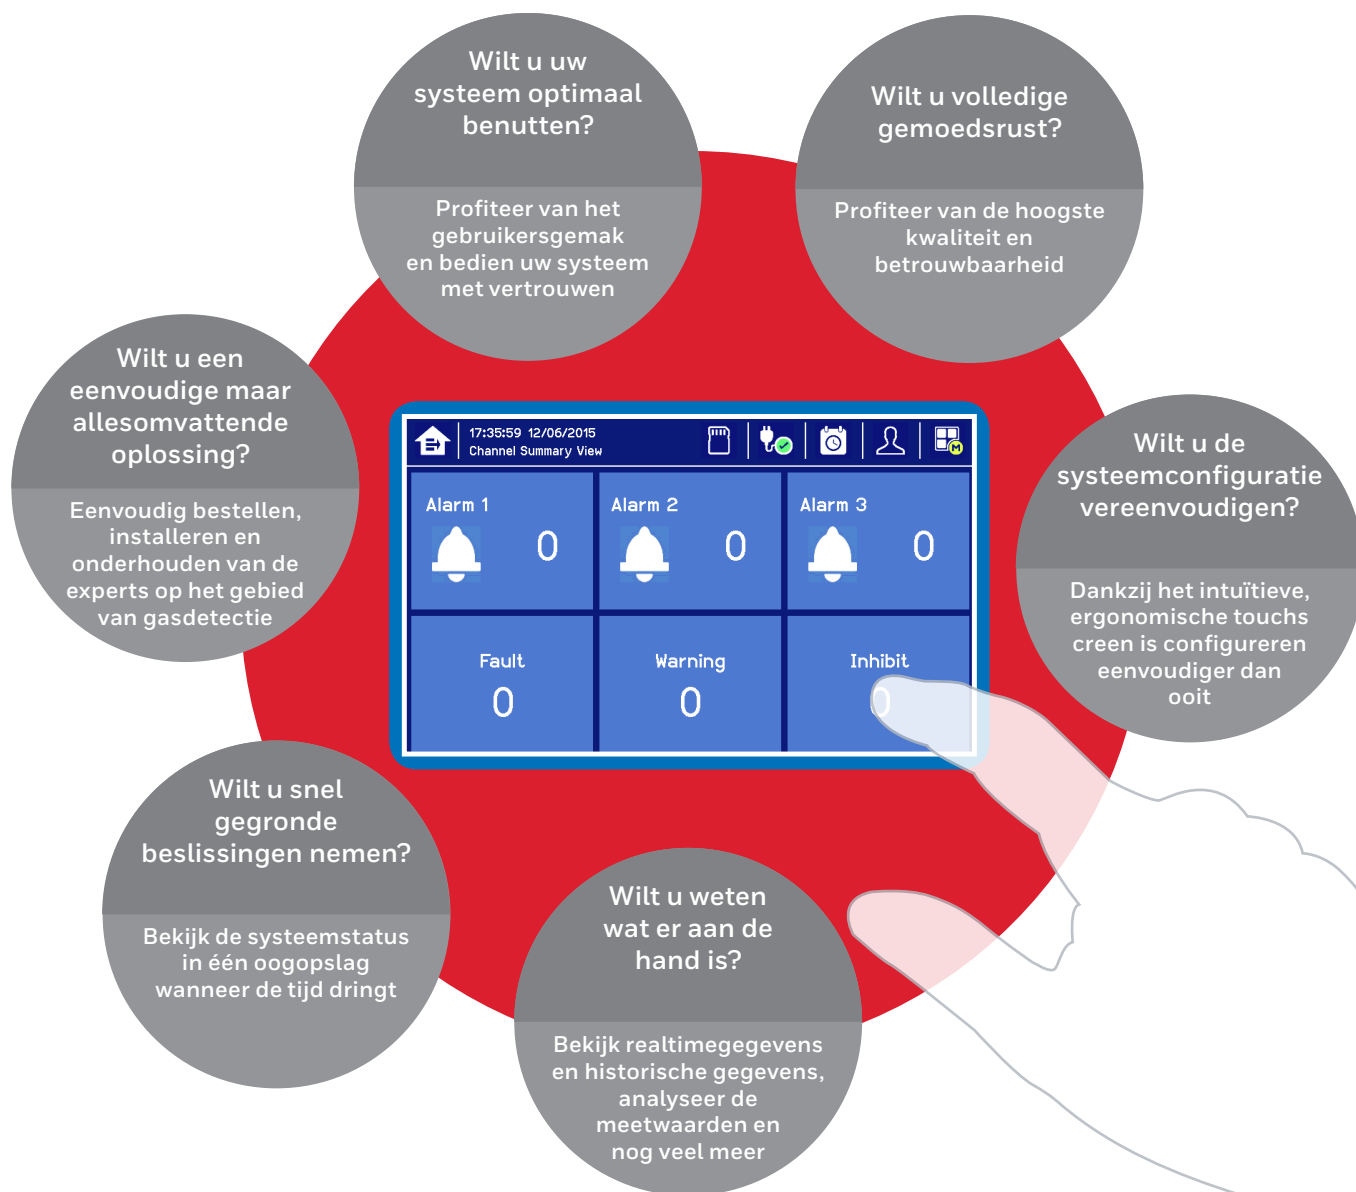 Wilt u uw
systeem optimaal
benutten?
Profiteer van het
gebruikersgemak
en bedien uw systeem
met vertrouwen
Wilt u volledige
gemoedsrust?
Profiteer van de hoogste
kwaliteit en
betrouwbaarheid
Wilt u een
eenvoudige maar
allesomvattende
oplossing?
Eenvoudig bestellen,
installeren en
onderhouden van de
experts op het gebied
van gasdetectie
17:35:59 12/06/2015
Channel Summary View
M
Alarm 1
0
Alarm 2
0
Alarm 3
0
Fault
0
Warning
0
Inhibit
0
Wilt u de
systeemconfiguratie
vereenvoudigen?
Dankzij het intuïtieve,
ergonomische touchs
creen is configureren
eenvoudiger dan
ooit
Wilt u snel
gegronde
beslissingen nemen?
Bekijk de systeemstatus
in één oogopslag
wanneer de tijd dringt
Wilt u weten
wat er aan de
hand is?
Bekijk realtimegegevens
en historische gegevens,
analyseer de
meetwaarden en
nog veel meer